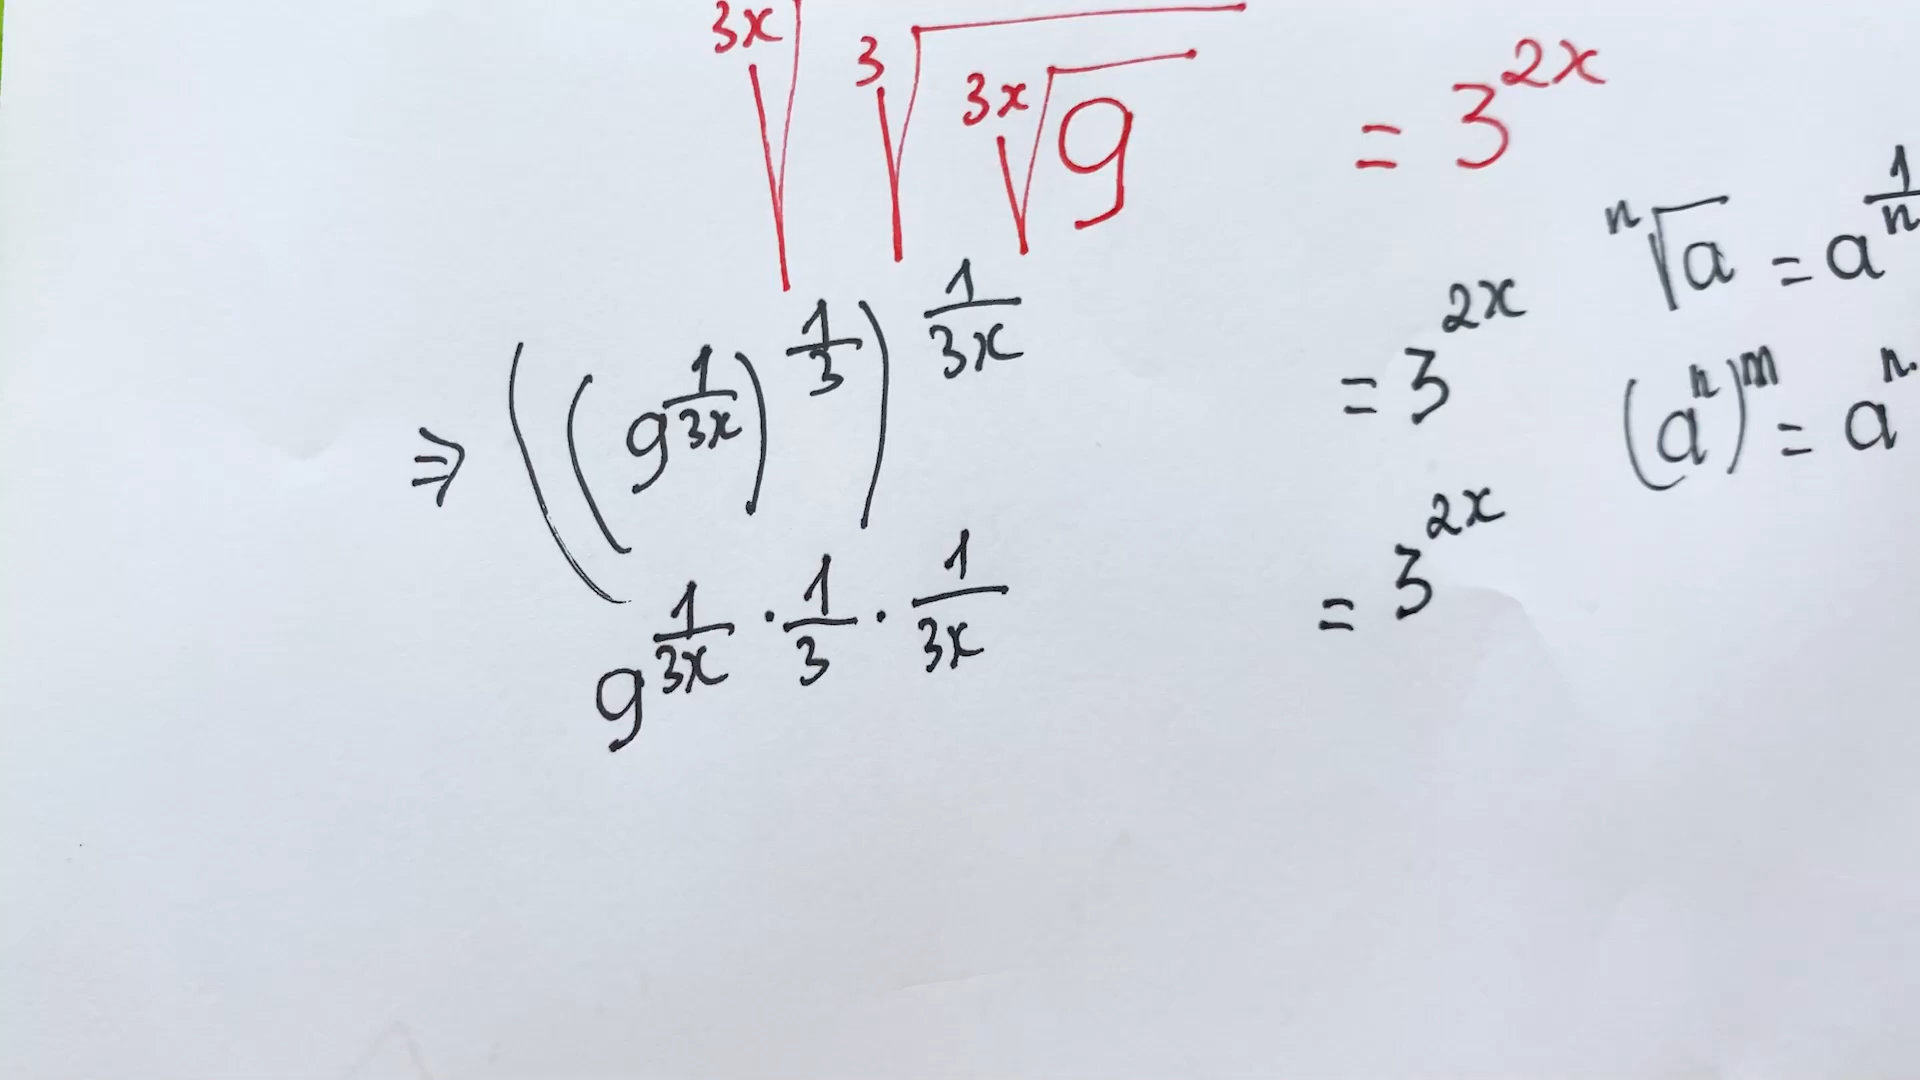 3x√ 3√ 3x√9 = 3^2x
n√a = a^1/n
⇒ ((9^1/3x)^1/3)^1/3x = 3^2x
(a^n)^m = a^n.
9^1/3x · 1/3 · 1/3x = 3^2x